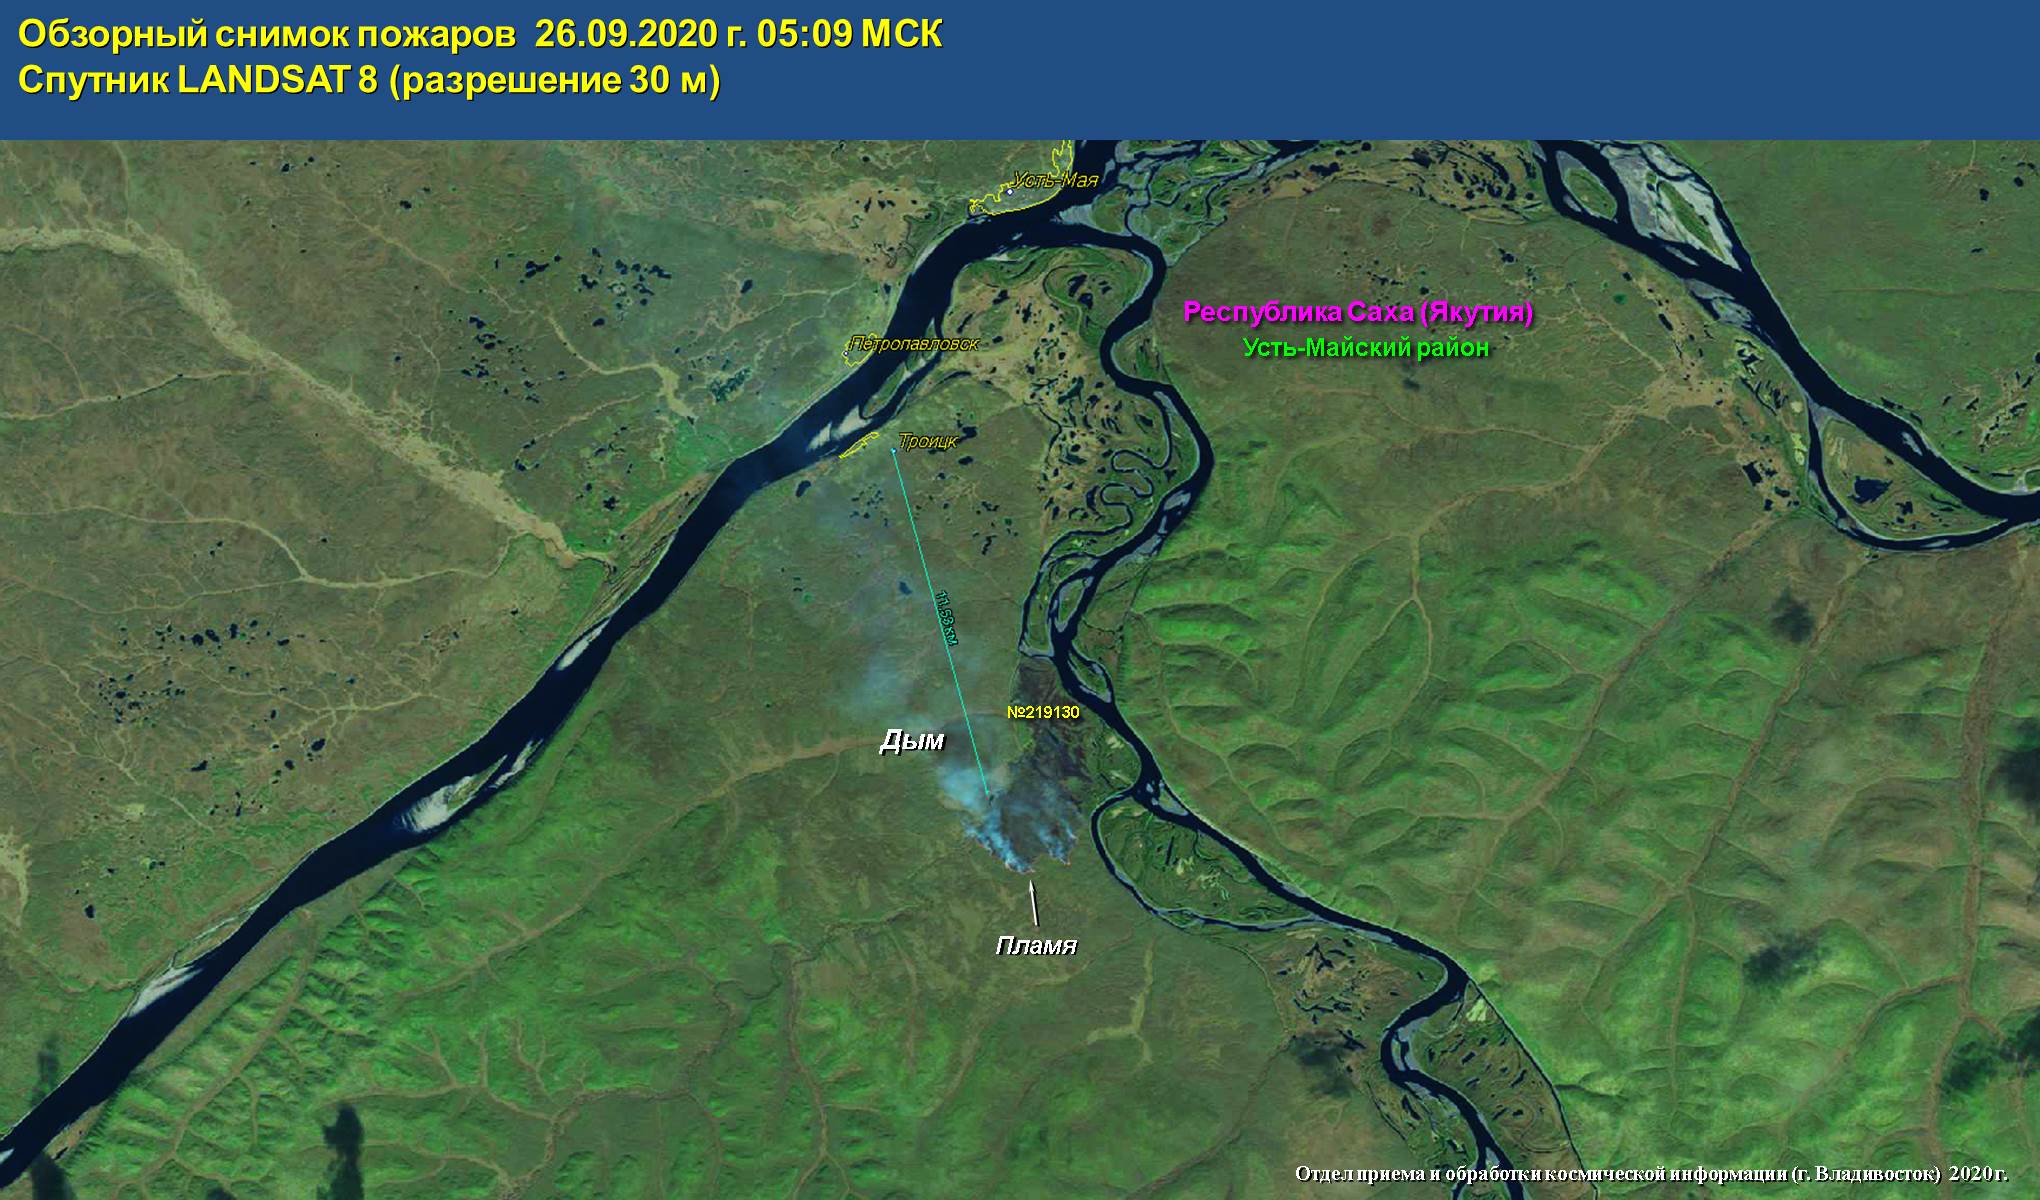 Обзорный снимок пожаров 26.09.2020 г. 05:09 МСК
Спутник LANDSAT 8 (разрешение 30 м)
Усть-Мая
Республика Саха (Якутия)
Усть-Майский район
Петропавловск
Троицк
11,53 км
№219130
Дым
Пламя
Отдел приема и обработки космической информации (г. Владивосток) 2020 г.